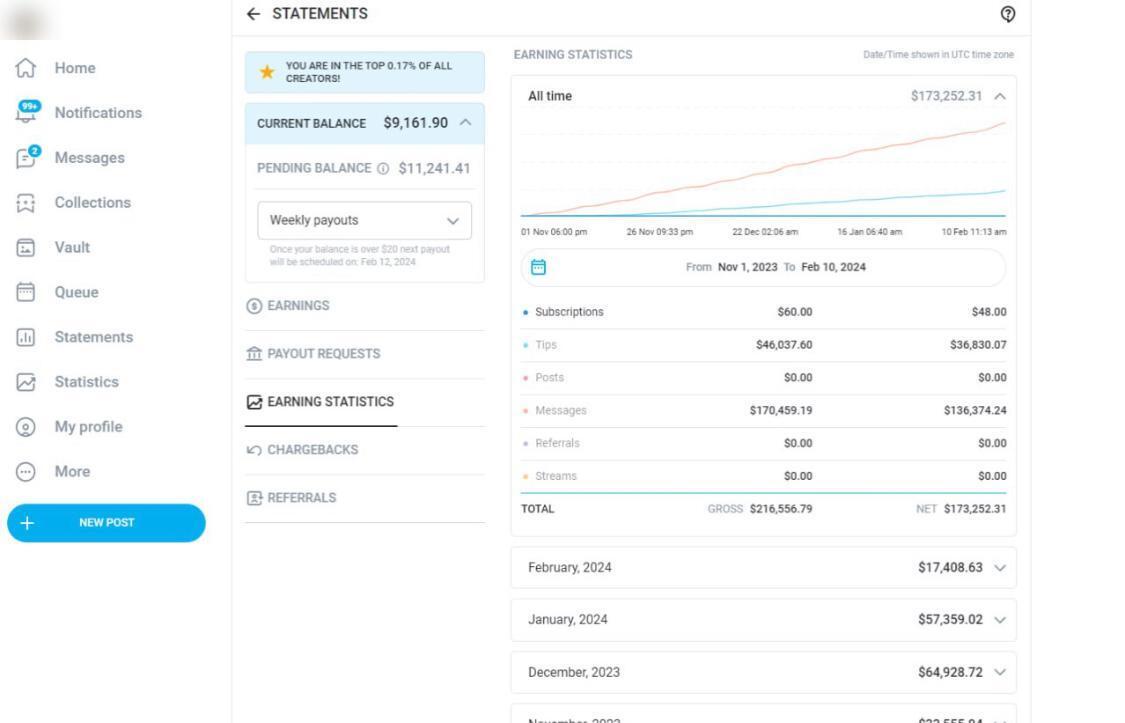 STATEMENTS
Home
99+
Notifications
2
Messages
Collections
Vault
Queue
Statements
Statistics
My profile
More
NEW POST
YOU ARE IN THE TOP 0.17% OF ALL
CREATORS!
CURRENT BALANCE $9,161.90
PENDING BALANCE $11,241.41
Weekly payouts
Once your balance is over $20 next payout
will be scheduled on: Feb 12, 2024
EARNINGS
PAYOUT REQUESTS
EARNING STATISTICS
CHARGEBACKS
REFERRALS
EARNING STATISTICS Date/Time shown in UTC time zone
All time $173,252.31
01 Nov 06:00 pm 26 Nov 09:33 pm 22 Dec 02:06 am 16 Jan 06:40 am 10 Feb 11:13 am
From Nov 1, 2023 To Feb 10, 2024
Subscriptions $60.00 $48.00
Tips $46,037.60 $36,830.07
Posts $0.00 $0.00
Messages $170,459.19 $136,374.24
Referrals $0.00 $0.00
Streams $0.00 $0.00
TOTAL GROSS $216,556.79 NET $173,252.31
February, 2024 $17,408.63
January, 2024 $57,359.02
December, 2023 $64,928.72